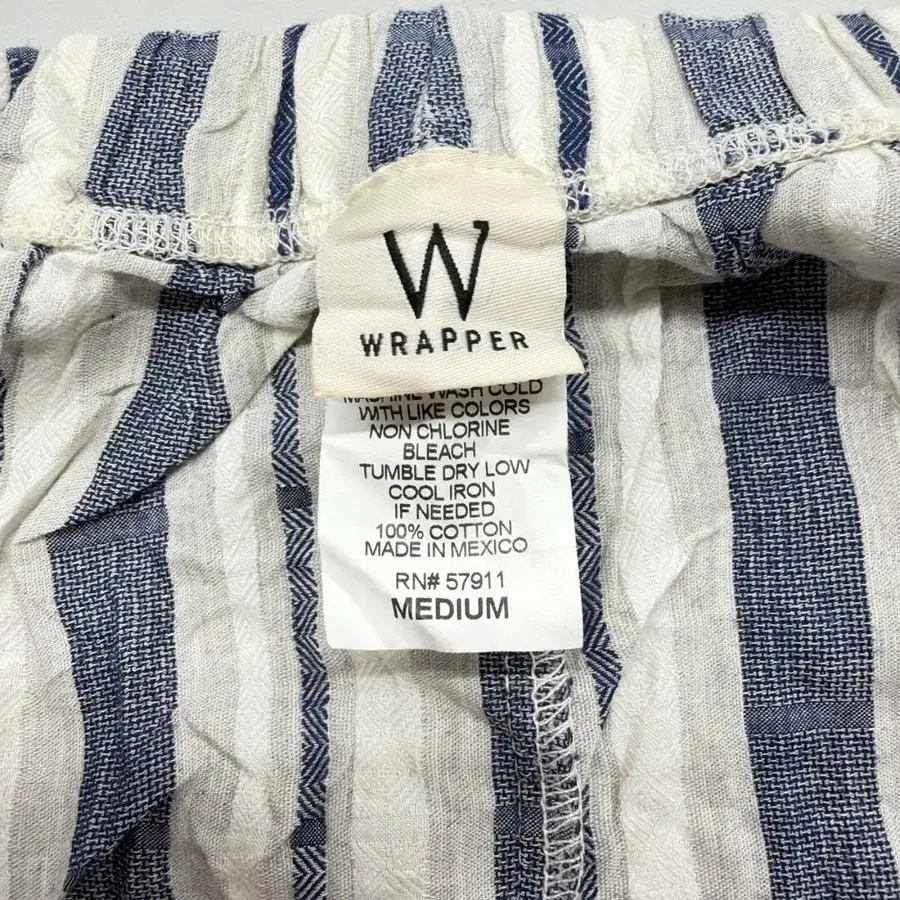 W
WRAPPER
MACHINE WASH COLD
WITH LIKE COLORS
NON CHLORINE
BLEACH
TUMBLE DRY LOW
COOL IRON
IF NEEDED
100% COTTON
MADE IN MEXICO
RN# 57911
MEDIUM